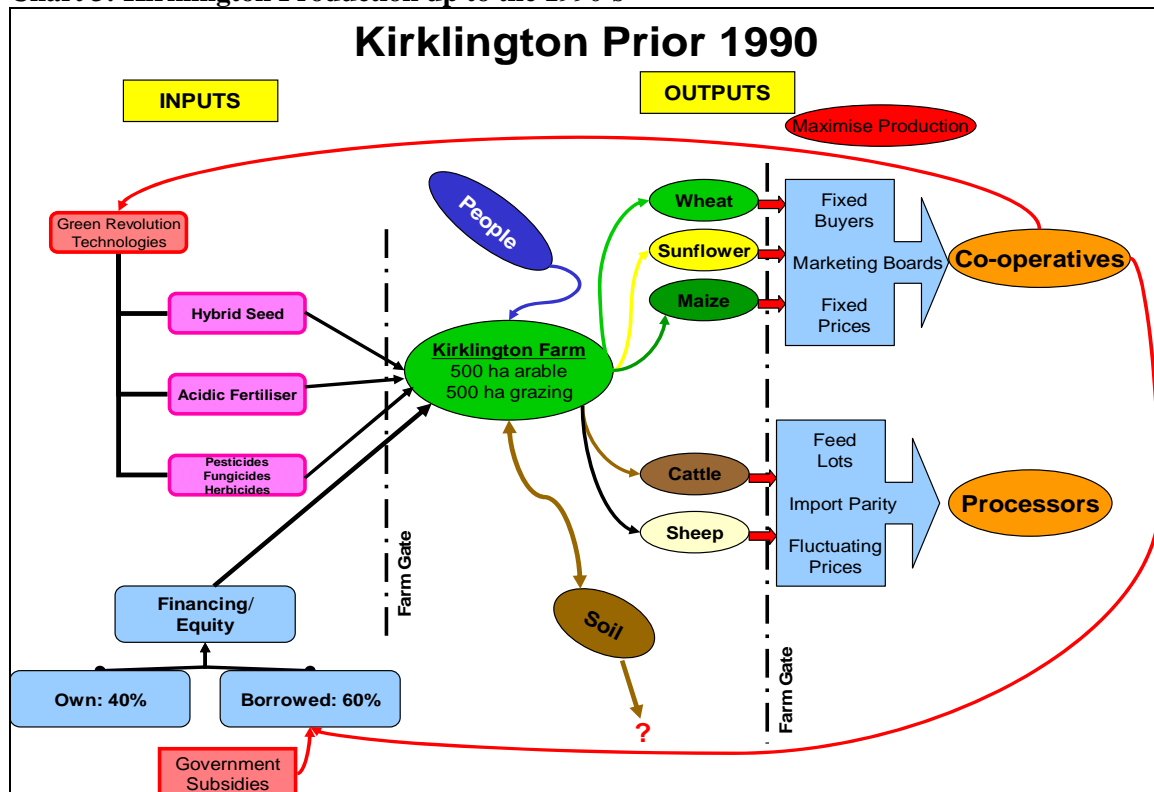 Kirklington Prior 1990
INPUTS
OUTPUTS
Maximise Production
Green Revolution
Technologies
People
Wheat
Sunflower
Maize
Fixed
Buyers
Marketing Boards
Fixed
Prices
Co-operatives
Hybrid Seed
Acidic Fertiliser
Pesticides
Fungicides
Herbicides
Kirklington Farm
500 ha arable
500 ha grazing
Cattle
Sheep
Feed
Lots
Import Parity
Fluctuating
Prices
Processors
Farm Gate
Financing/
Equity
Own: 40%
Borrowed: 60%
Soil
?
Farm Gate
Government
Subsidies